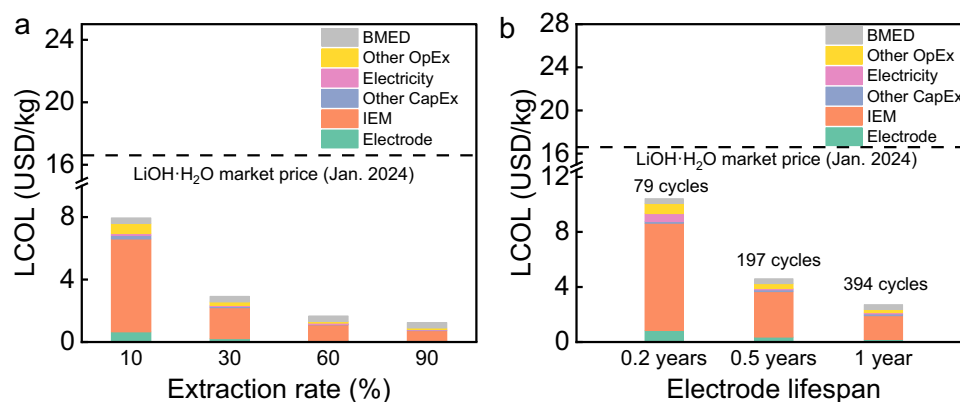 a
LCOL (USD/kg)
24
20
16
8
4
0
BMED
Other OpEx
Electricity
Other CapEx
IEM
Electrode
LiOH·H₂O market price (Jan. 2024)
10 30 60 90
Extraction rate (%)
b
LCOL (USD/kg)
28
24
20
16
12
8
4
0
BMED
Other OpEx
Electricity
Other CapEx
IEM
Electrode
LiOH·H₂O market price (Jan. 2024)
79 cycles
197 cycles
394 cycles
0.2 years 0.5 years 1 year
Electrode lifespan